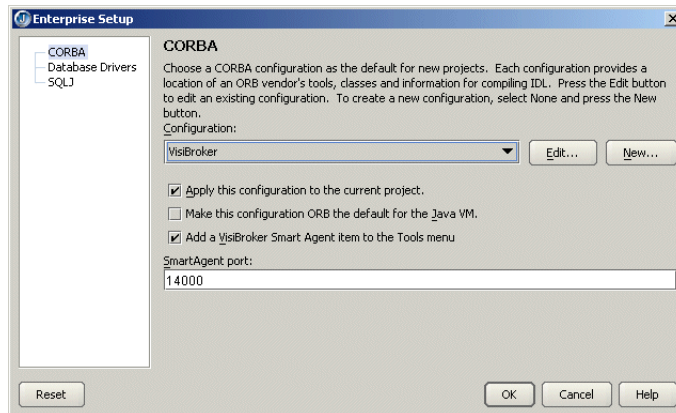 Enterprise Setup
CORBA
Database Drivers
SQLJ
CORBA
Choose a CORBA configuration as the default for new projects. Each configuration provides a
location of an ORB vendor's tools, classes and information for compiling IDL. Press the Edit button
to edit an existing configuration. To create a new configuration, select None and press the New
button.
Configuration:
VisiBroker
Edit...
New...
Apply this configuration to the current project.
Make this configuration ORB the default for the Java VM.
Add a VisiBroker Smart Agent item to the Tools menu
SmartAgent port:
14000
Reset
OK
Cancel
Help